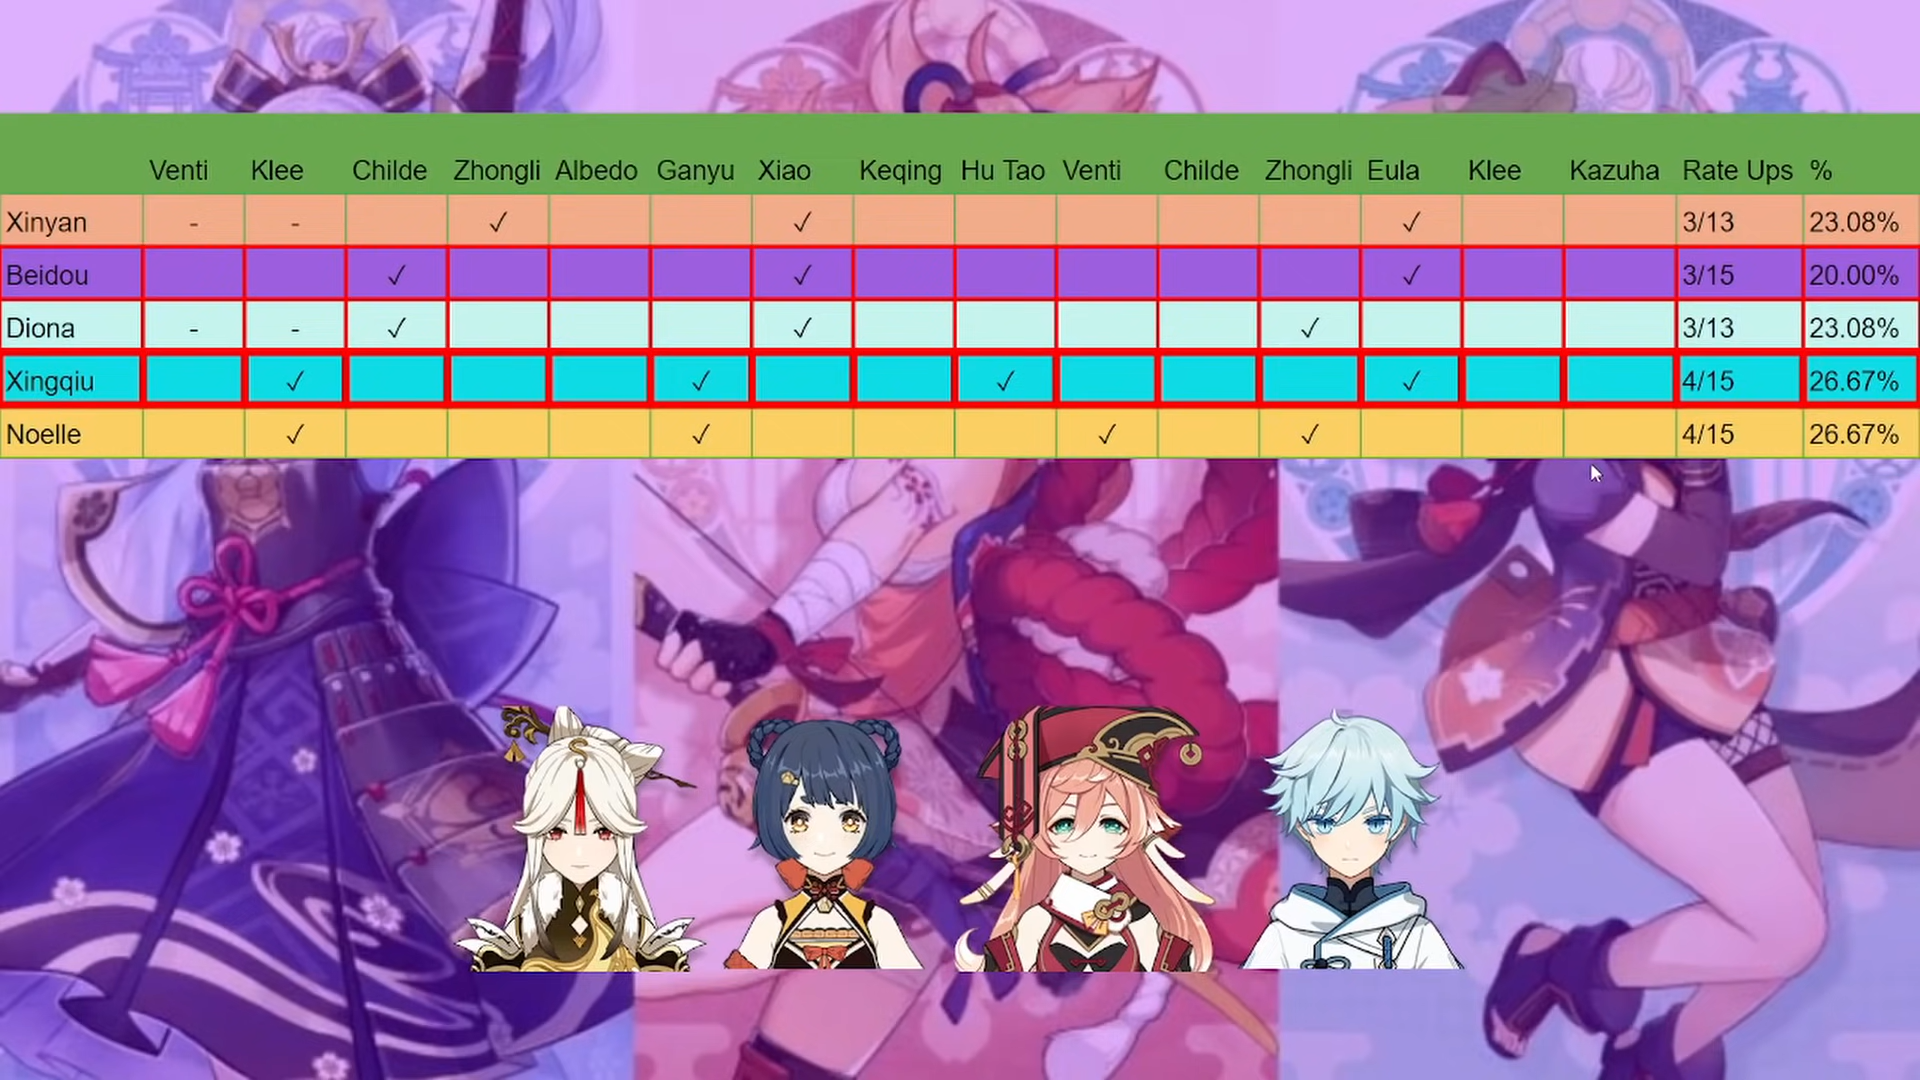 Venti Klee Childe Zhongli Albedo Ganyu Xiao Keqing Hu Tao Venti Childe Zhongli Eula Klee Kazuha Rate Ups %
Xinyan - - ✓ ✓ ✓ 3/13 23.08%
Beidou ✓ ✓ ✓ 3/15 20.00%
Diona - - ✓ ✓ ✓ 3/13 23.08%
Xingqiu ✓ ✓ ✓ ✓ 4/15 26.67%
Noelle ✓ ✓ ✓ ✓ 4/15 26.67%